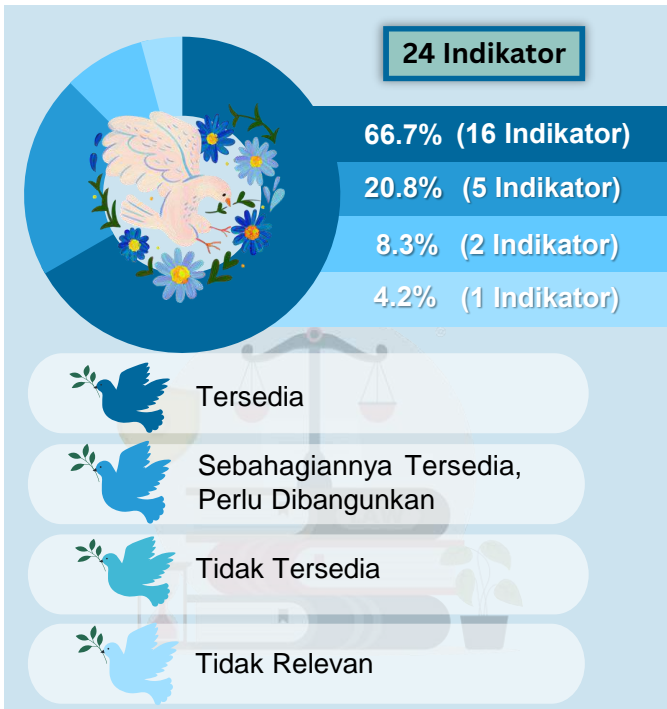 24 Indikator
66.7% (16 Indikator)
20.8% (5 Indikator)
8.3% (2 Indikator)
4.2% (1 Indikator)
Tersedia
Sebahagiannya Tersedia,
Perlu Dibangunkan
Tidak Tersedia
Tidak Relevan